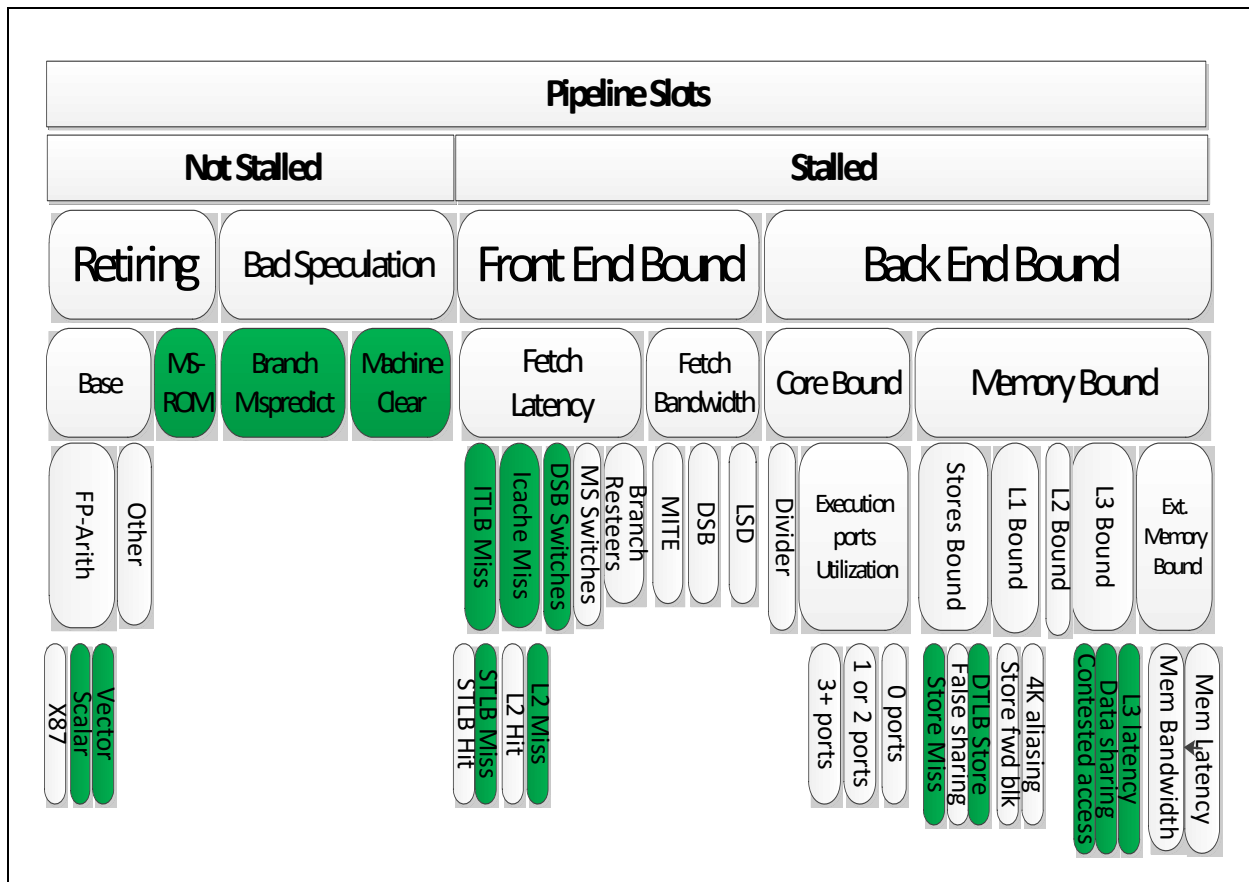 Pipeline Slots
Not Stalled
Stalled
Retiring
Bad Speculation
Front End Bound
Back End Bound
Base
MS-
ROM
Branch
Mspredict
Machine
Clear
Fetch
Latency
Fetch
Bandwidth
Core Bound
Memory Bound
FP-Arith
Other
ITLB Miss
Icache Miss
DSB Switches
MS Switches
Branch
Resteers
MITE
DSB
LSD
Divider
Execution
ports
Utilization
Stores Bound
L1 Bound
L2 Bound
L3 Bound
Ext.
Memory
Bound
X87
Scalar
Vector
STLB Hit
STLB Miss
L2 Hit
L2 Miss
3+ ports
1 or 2 ports
0 ports
Store Miss
False sharing
DTLB Store
Store fwd blk
4K aliasing
Contested access
Data sharing
L3 latency
Mem Bandwidth
Mem Latency